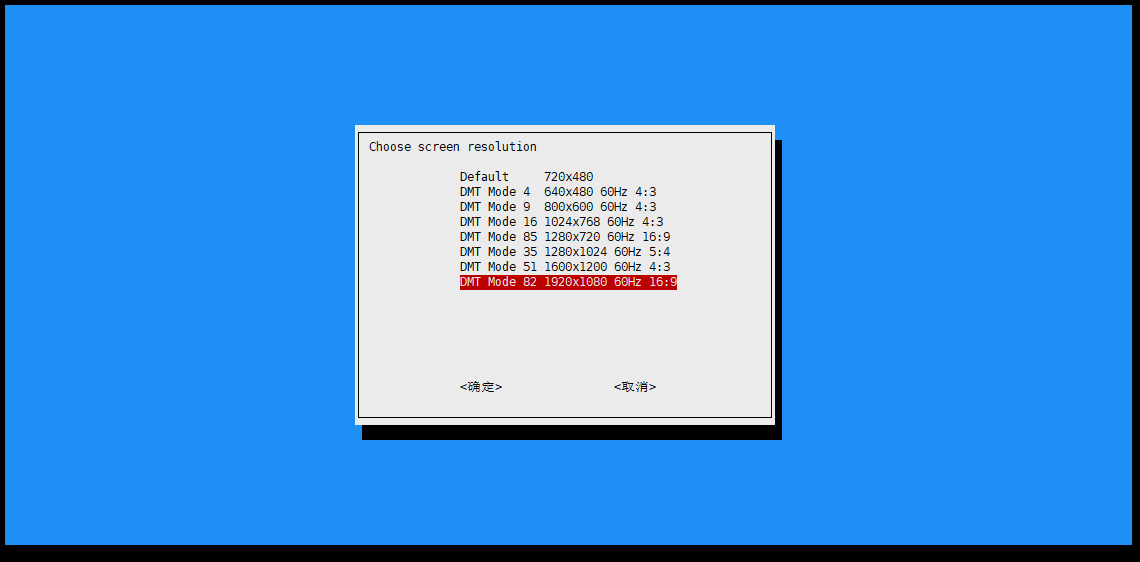 Choose screen resolution
Default 720x480
DMT Mode 4 640x480 60Hz 4:3
DMT Mode 9 800x600 60Hz 4:3
DMT Mode 16 1024x768 60Hz 4:3
DMT Mode 85 1280x720 60Hz 16:9
DMT Mode 35 1280x1024 60Hz 5:4
DMT Mode 51 1600x1200 60Hz 4:3
DMT Mode 82 1920x1080 60Hz 16:9
<确定> <取消>